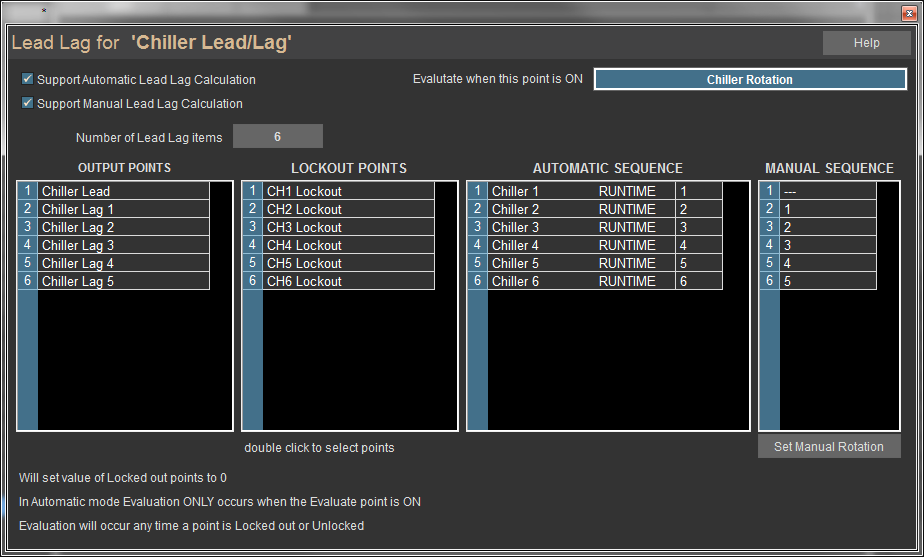 *
Lead Lag for 'Chiller Lead/Lag'
Help
Support Automatic Lead Lag Calculation
Evalutate when this point is ON
Chiller Rotation
Support Manual Lead Lag Calculation
Number of Lead Lag items 6
OUTPUT POINTS
1 Chiller Lead
2 Chiller Lag 1
3 Chiller Lag 2
4 Chiller Lag 3
5 Chiller Lag 4
6 Chiller Lag 5
LOCKOUT POINTS
1 CH1 Lockout
2 CH2 Lockout
3 CH3 Lockout
4 CH4 Lockout
5 CH5 Lockout
6 CH6 Lockout
AUTOMATIC SEQUENCE
1 Chiller 1 RUNTIME 1
2 Chiller 2 RUNTIME 2
3 Chiller 3 RUNTIME 3
4 Chiller 4 RUNTIME 4
5 Chiller 5 RUNTIME 5
6 Chiller 6 RUNTIME 6
MANUAL SEQUENCE
1 ---
2 1
3 2
4 3
5 4
6 5
double click to select points
Set Manual Rotation
Will set value of Locked out points to 0
In Automatic mode Evaluation ONLY occurs when the Evaluate point is ON
Evaluation will occur any time a point is Locked out or Unlocked